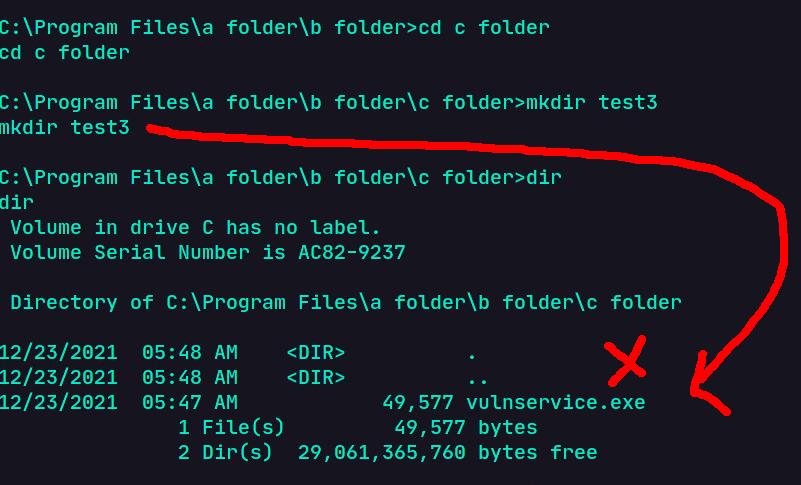 C:\Program Files\a folder\b folder>cd c folder
cd c folder
C:\Program Files\a folder\b folder\c folder>mkdir test3
mkdir test3
C:\Program Files\a folder\b folder\c folder>dir
dir
Volume in drive C has no label.
Volume Serial Number is AC82-9237
Directory of C:\Program Files\a folder\b folder\c folder
12/23/2021  05:48 AM    <DIR>          .
12/23/2021  05:48 AM    <DIR>          ..
12/23/2021  05:47 AM            49,577 vulnservice.exe
1 File(s)         49,577 bytes
2 Dir(s)  29,061,365,760 bytes free